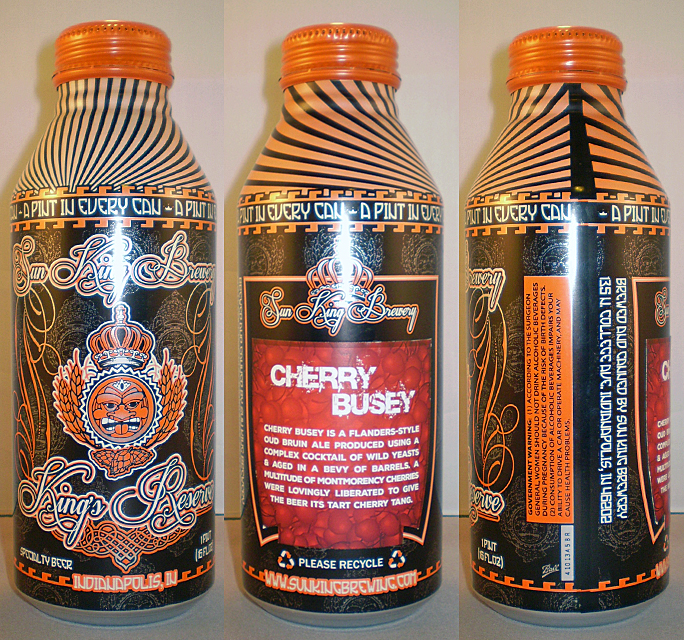 A PINT IN EVERY CAN - A PINT IN
Sun King Brewery
King's Reserve
1 PINT
(16 FL.OZ)
SPECIALTY BEER
INDIANAPOLIS, IN
PINT IN EVERY CAN - A PINT IN EVERY
Sun King Brewery
CHERRY
BUSEY
CHERRY BUSEY IS A FLANDERS-STYLE
OUD BRUIN ALE PRODUCED USING A
COMPLEX COCKTAIL OF WILD YEASTS
& AGED IN A BEVY OF BARRELS. A
MULTITUDE OF MONTMORENCY CHERRIES
WERE LOVINGLY LIBERATED TO GIVE
THE BEER ITS TART CHERRY TANG.
PLEASE RECYCLE
WWW.SUNKINGBREWING.COM
PINT IN EVERY CAN - A PINT IN EVERY
Brewery
GOVERNMENT WARNING: (1) ACCORDING TO THE SURGEON
GENERAL, WOMEN SHOULD NOT DRINK ALCOHOLIC BEVERAGES
DURING PREGNANCY BECAUSE OF THE RISK OF BIRTH DEFECTS.
(2) CONSUMPTION OF ALCOHOLIC BEVERAGES IMPAIRS YOUR
ABILITY TO DRIVE A CAR OR OPERATE MACHINERY, AND MAY
CAUSE HEALTH PROBLEMS.
BREWED AND CANNED BY SUN KING BREWERY
135 N. COLLEGE AVE. INDIANAPOLIS, IN 46202
1 PINT
(16 FL.OZ)
Ball